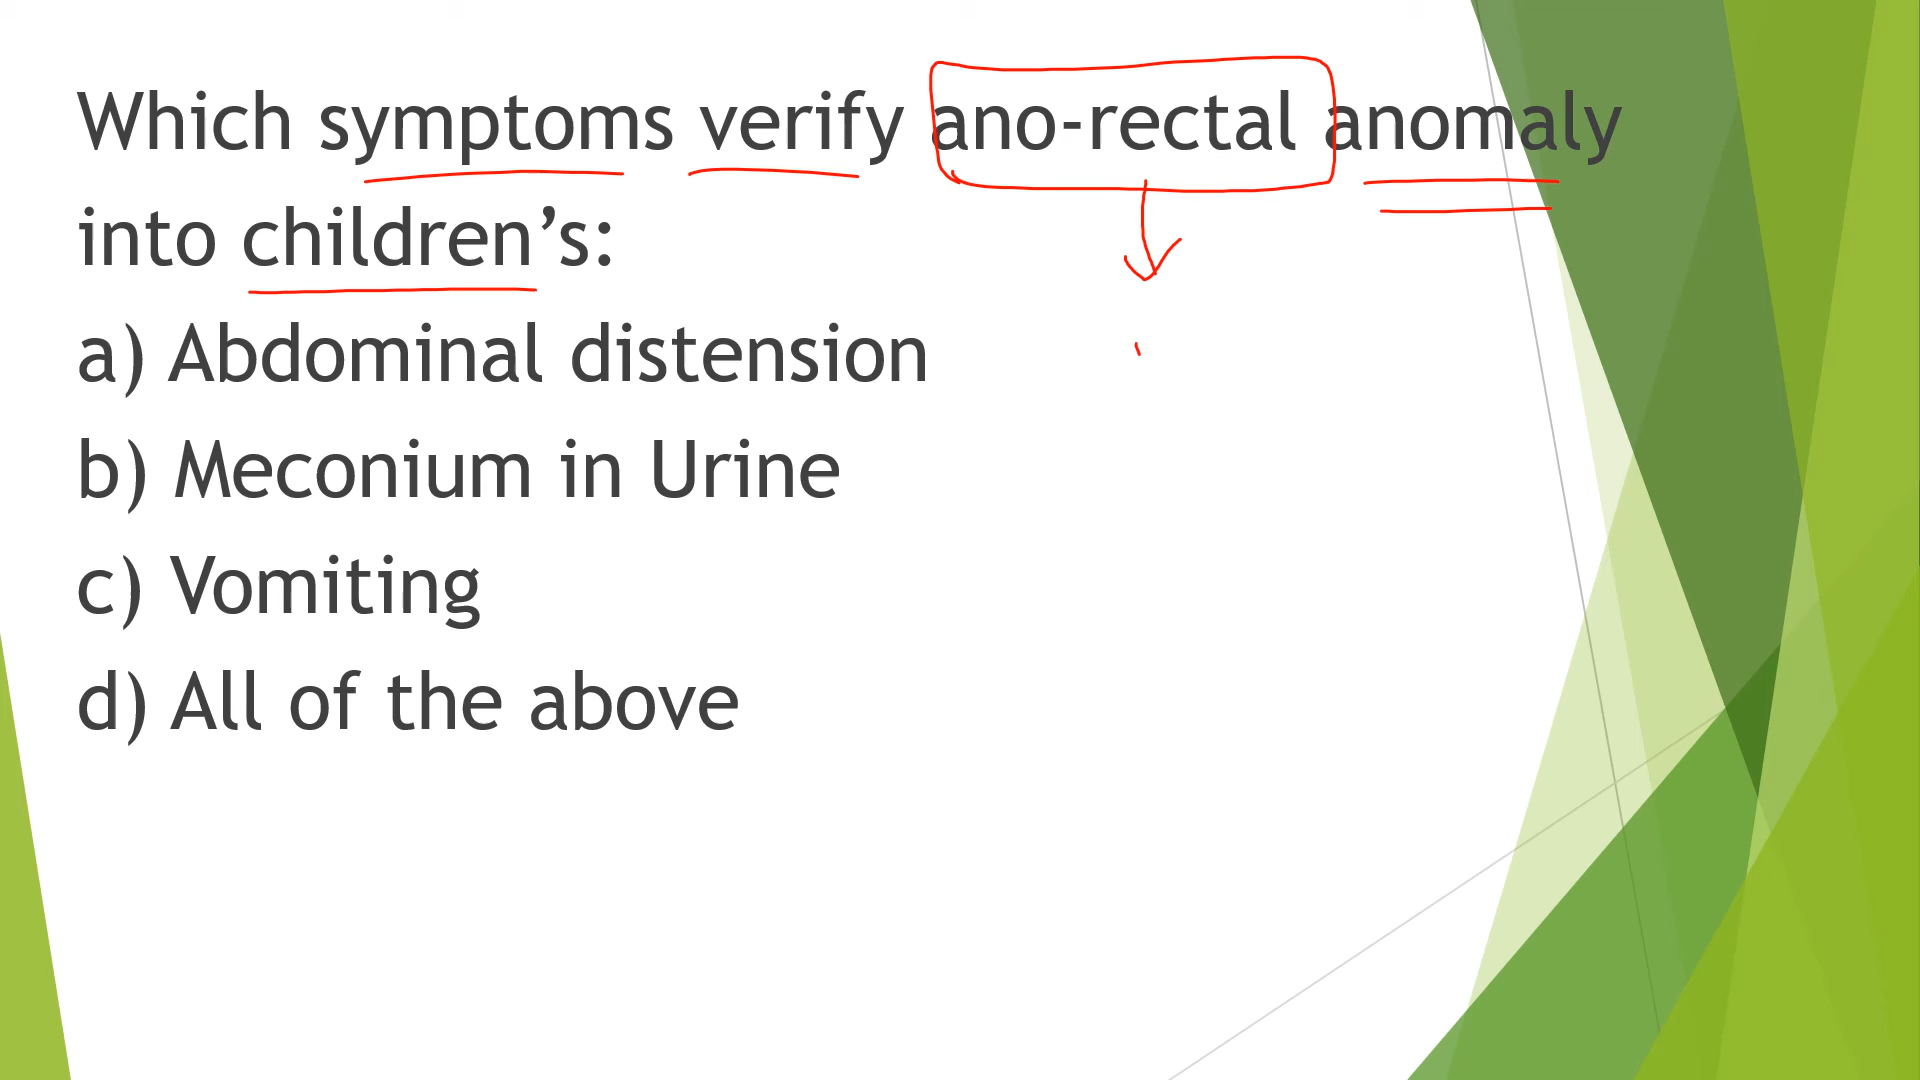 Which symptoms verify ano-rectal anomaly
into children’s:
a) Abdominal distension
b) Meconium in Urine
c) Vomiting
d) All of the above